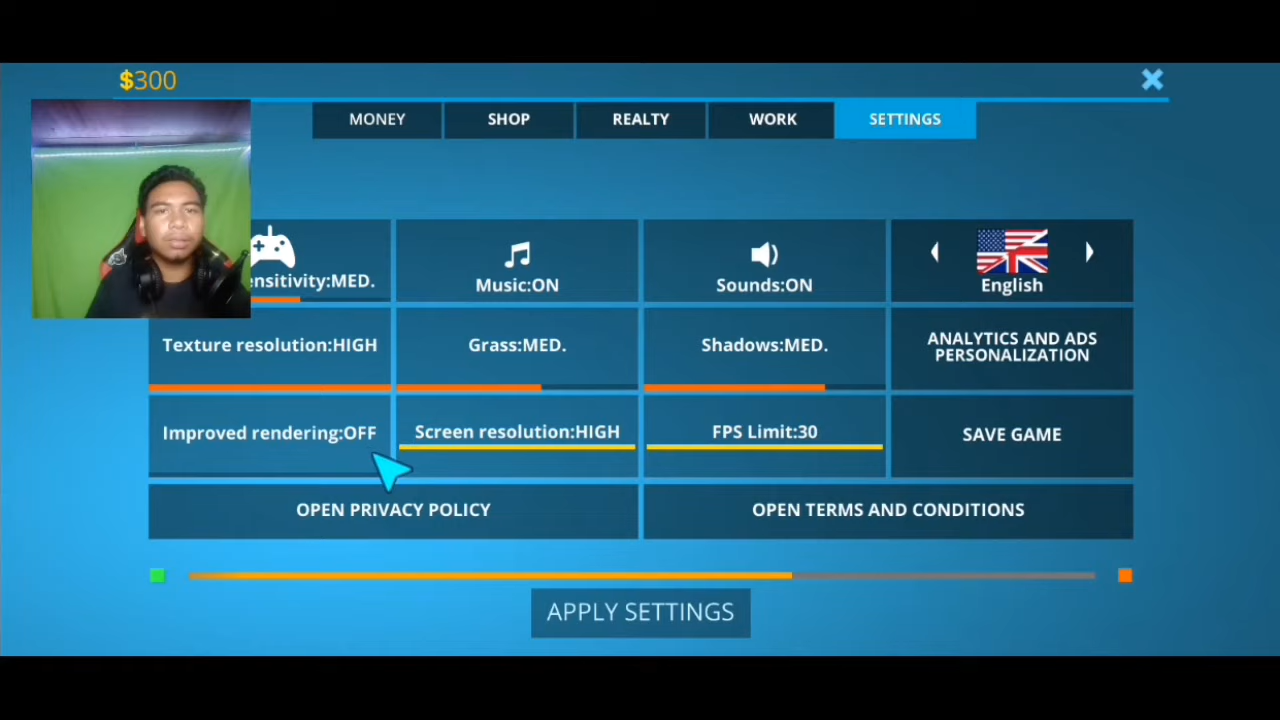 $300
MONEY
SHOP
REALTY
WORK
SETTINGS
ensitivity:MED.
Music:ON
Sounds:ON
English
Texture resolution:HIGH
Grass:MED.
Shadows:MED.
ANALYTICS AND ADS
PERSONALIZATION
Improved rendering:OFF
Screen resolution:HIGH
FPS Limit:30
SAVE GAME
OPEN PRIVACY POLICY
OPEN TERMS AND CONDITIONS
APPLY SETTINGS